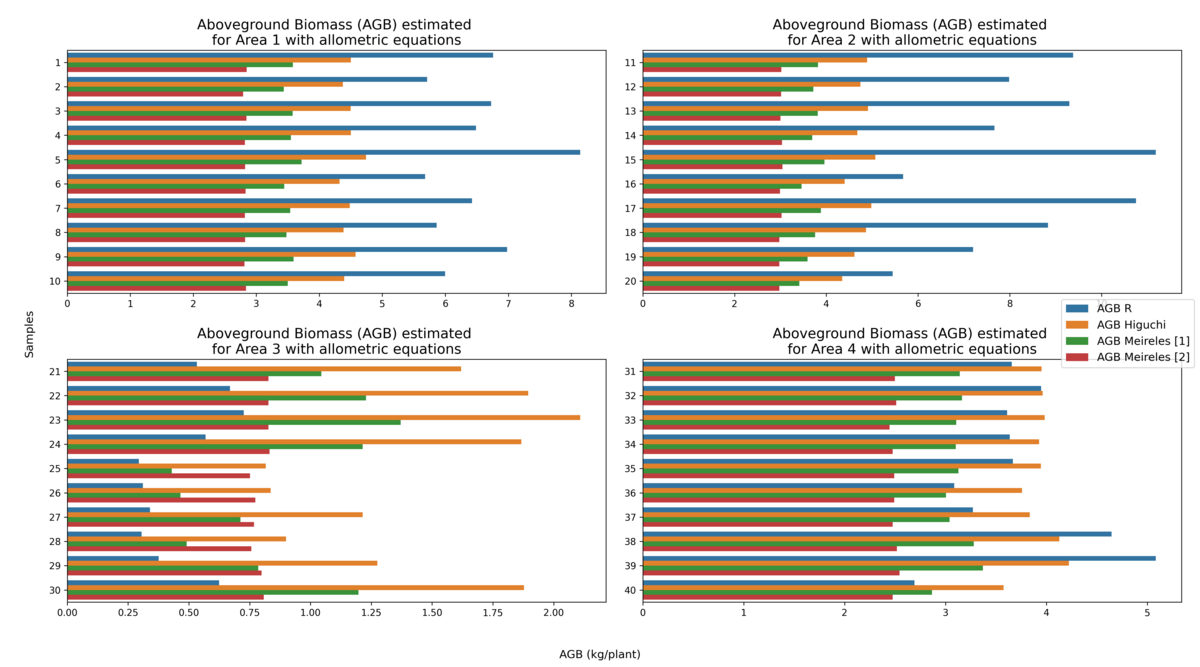 Aboveground Biomass (AGB) estimated
for Area 1 with allometric equations
1
2
3
4
5
6
7
8
9
10
0 1 2 3 4 5 6 7 8
Aboveground Biomass (AGB) estimated
for Area 2 with allometric equations
11
12
13
14
15
16
17
18
19
20
0 2 4 6 8
AGB R
AGB Higuchi
AGB Meireles [1]
AGB Meireles [2]
Samples
Aboveground Biomass (AGB) estimated
for Area 3 with allometric equations
21
22
23
24
25
26
27
28
29
30
0.00 0.25 0.50 0.75 1.00 1.25 1.50 1.75 2.00
Aboveground Biomass (AGB) estimated
for Area 4 with allometric equations
31
32
33
34
35
36
37
38
39
40
0 1 2 3 4 5
AGB (kg/plant)